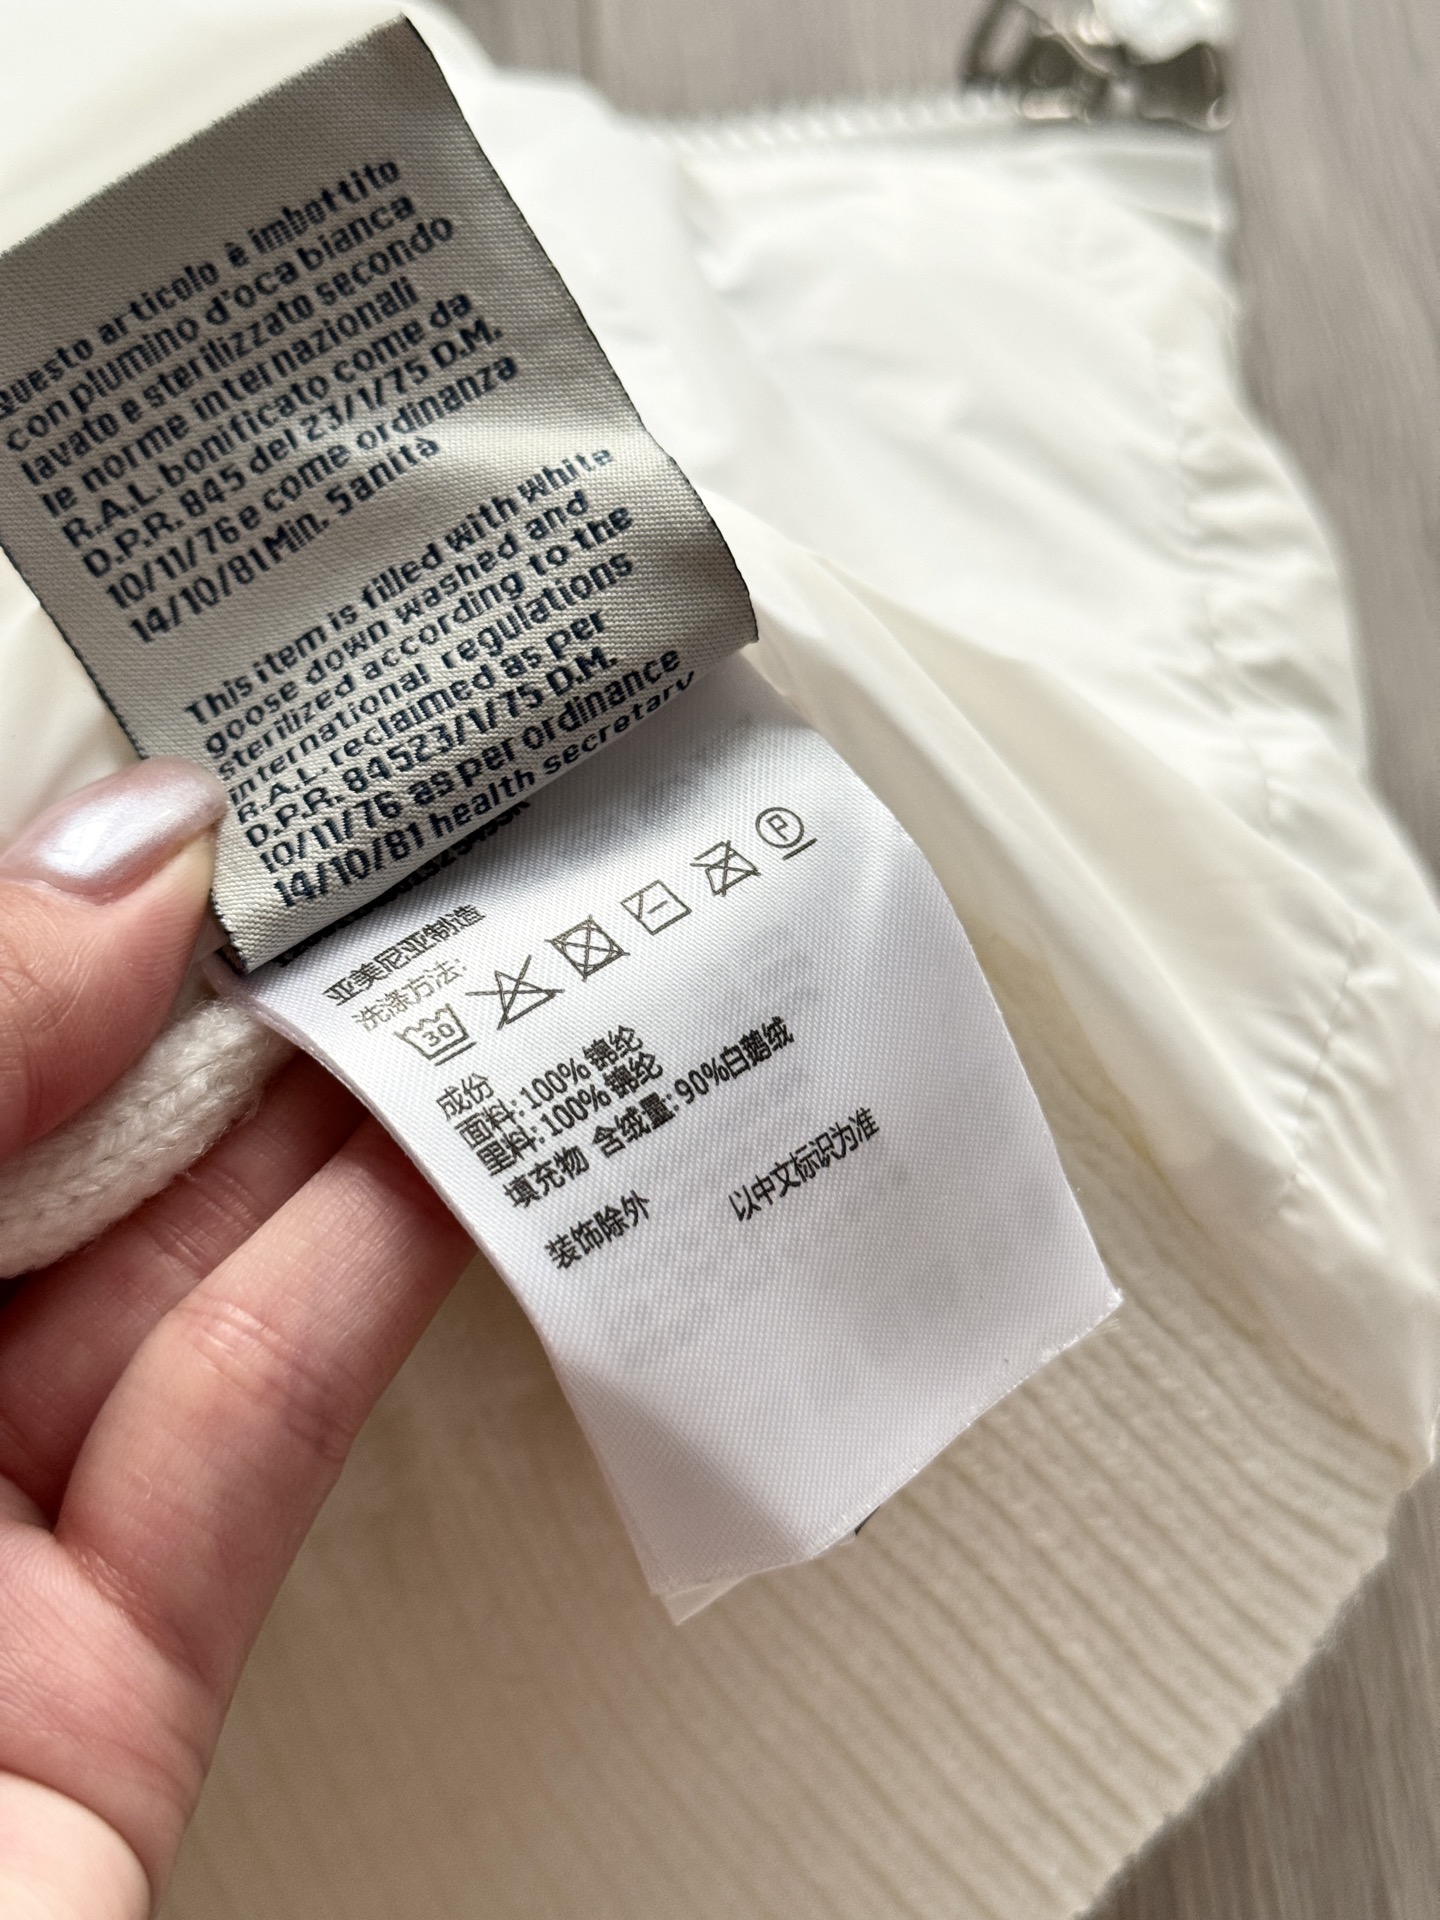 questo articolo è imbottito
con piumino d'oca bianca
lavato e sterilizzato secondo
le norme internazionali
R.A.L. bonificato come da
D.P.R. 845 del 23/1/75 D.M.
10/11/76 e come ordinanza
14/10/81 Min. Sanità
This item is filled with white
goose down washed and
sterilized according to the
international regulations
R.A.L. reclaimed as per
D.P.R. 84523/1/75 D.M.
10/11/76 as per ordinance
14/10/81 health secretary
亚美尼亚制造
洗涤方法:
30
P
成份
面料: 100% 锦纶
里料: 100% 锦纶
填充物 含绒量: 90%白鹅绒
装饰除外
以中文标识为准